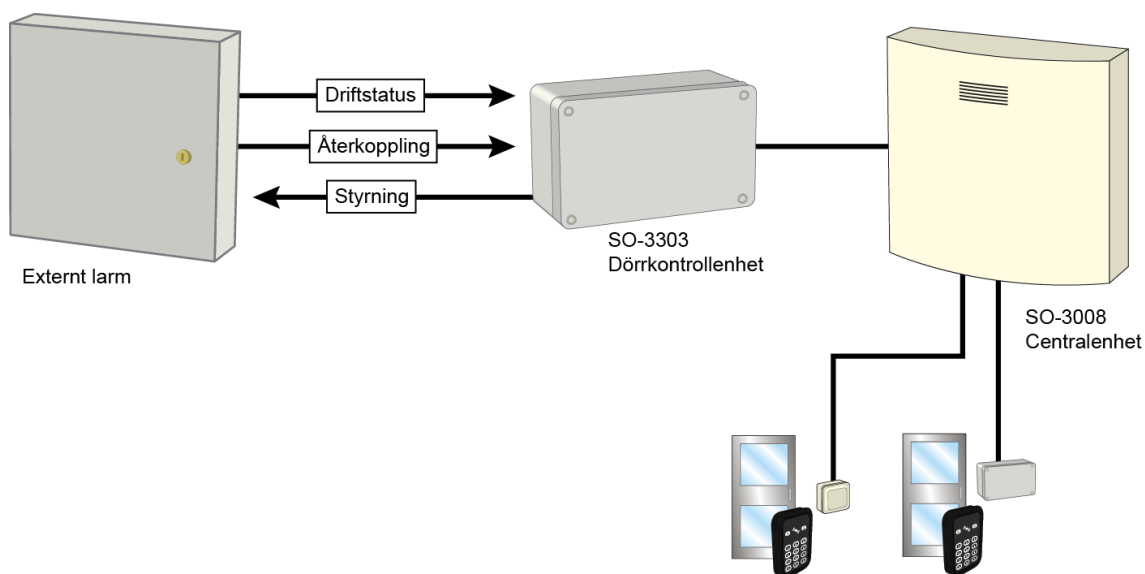 Driftstatus
Återkoppling
Styrning
Externt larm
SO-3303
Dörrkontrollenhet
SO-3008
Centralenhet